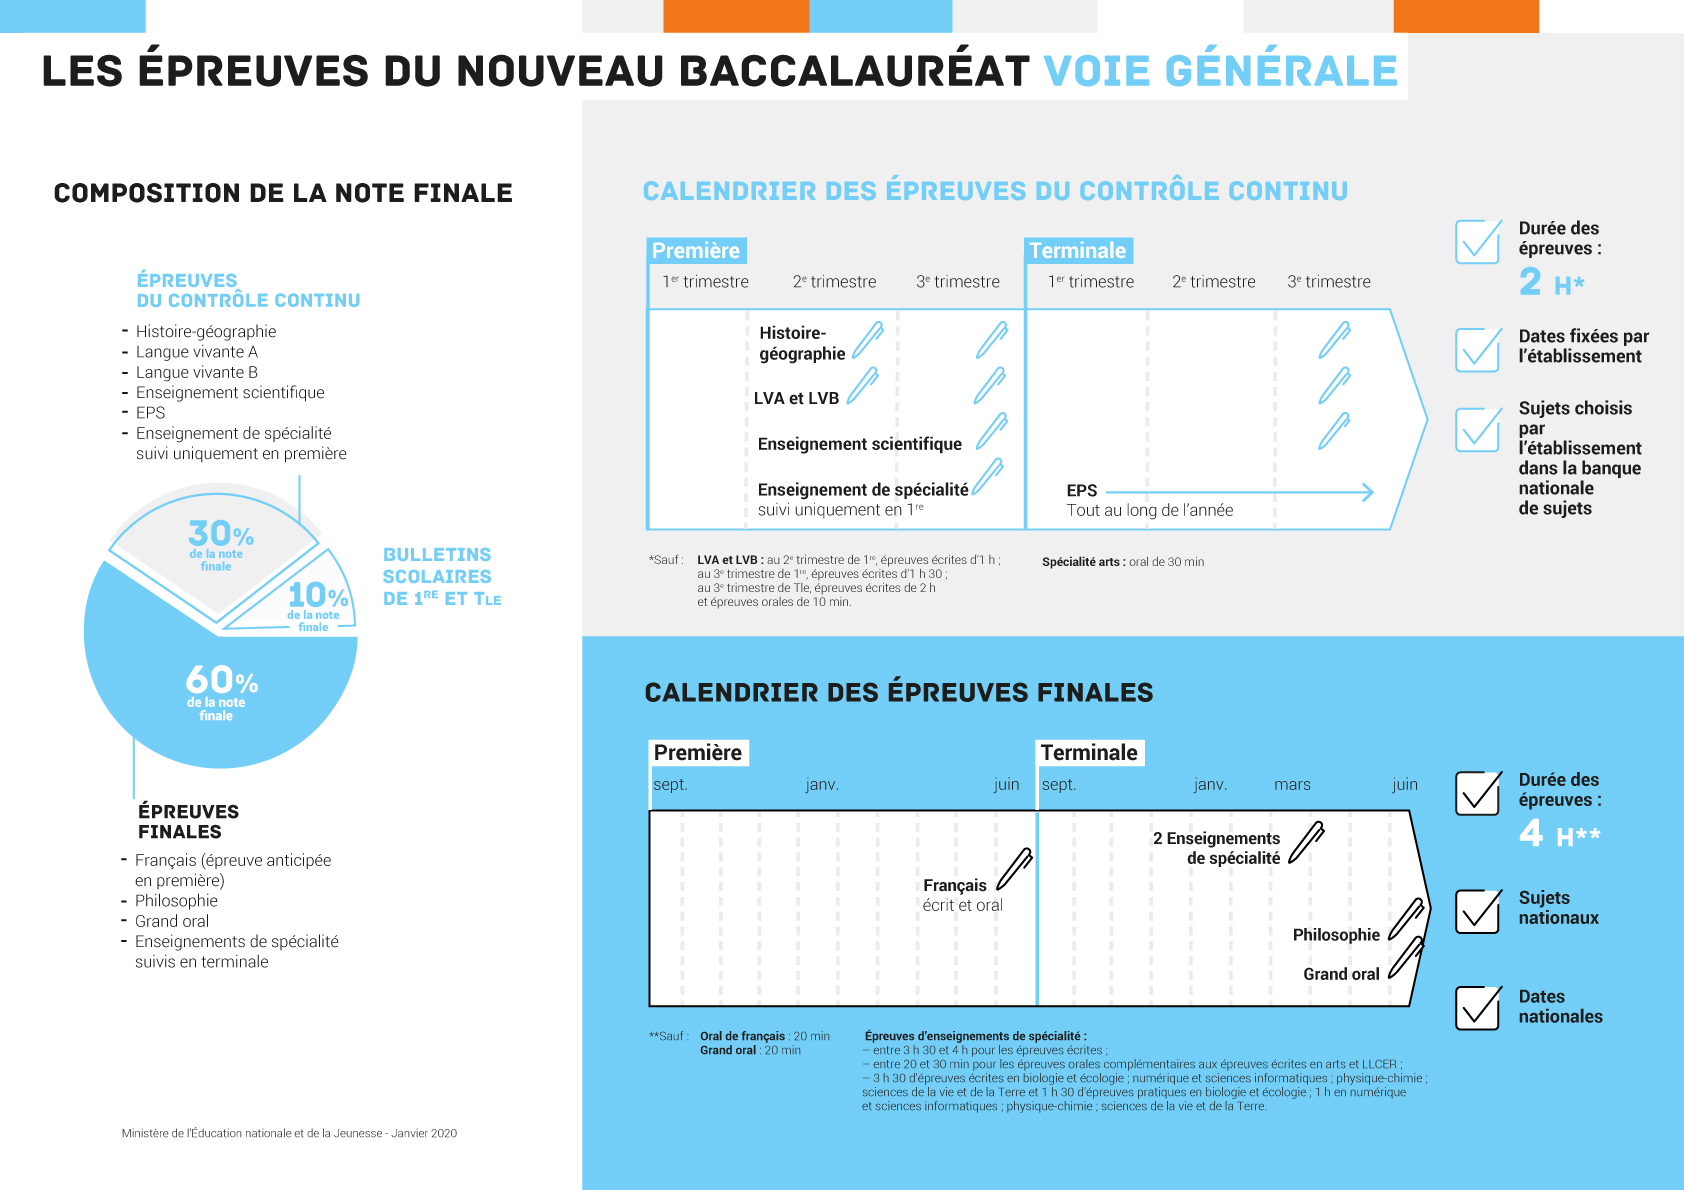 LES ÉPREUVES DU NOUVEAU BACCALAURÉAT VOIE GÉNÉRALE
COMPOSITION DE LA NOTE FINALE
ÉPREUVES
DU CONTRÔLE CONTINU
- Histoire-géographie
- Langue vivante A
- Langue vivante B
- Enseignement scientifique
- EPS
- Enseignement de spécialité
suivi uniquement en première
30%
de la note
finale
10%
de la note
finale
BULLETINS
SCOLAIRES
DE 1RE ET TLE
60%
de la note
finale
ÉPREUVES
FINALES
- Français (épreuve anticipée
en première)
- Philosophie
- Grand oral
- Enseignements de spécialité
suivis en terminale
Ministère de l'Éducation nationale et de la Jeunesse - Janvier 2020
CALENDRIER DES ÉPREUVES DU CONTRÔLE CONTINU
Première
Terminale
1er trimestre 2e trimestre 3e trimestre 1er trimestre 2e trimestre 3e trimestre
Histoire-
géographie
LVA et LVB
Enseignement scientifique
Enseignement de spécialité
suivi uniquement en 1re
EPS
Tout au long de l'année
*Sauf : LVA et LVB : au 2e trimestre de 1re, épreuves écrites d'1 h ;
au 3e trimestre de 1re, épreuves écrites d'1 h 30 ;
au 3e trimestre de Tle, épreuves écrites de 2 h
et épreuves orales de 10 min.
Spécialité arts : oral de 30 min
Durée des
épreuves :
2 H*
Dates fixées par
l'établissement
Sujets choisis
par
l'établissement
dans la banque
nationale
de sujets
CALENDRIER DES ÉPREUVES FINALES
Première
Terminale
sept. janv. juin sept. janv. mars juin
2 Enseignements
de spécialité
Français
écrit et oral
Philosophie
Grand oral
**Sauf : Oral de français : 20 min
Grand oral : 20 min
Épreuves d'enseignements de spécialité :
– entre 3 h 30 et 4 h pour les épreuves écrites ;
– entre 20 et 30 min pour les épreuves orales complémentaires aux épreuves écrites en arts et LLCER ;
– 3 h 30 d'épreuves écrites en biologie et écologie ; numérique et sciences informatiques ; physique-chimie ;
sciences de la vie et de la Terre et 1 h 30 d'épreuves pratiques en biologie et écologie ; 1 h en numérique
et sciences informatiques ; physique-chimie ; sciences de la vie et de la Terre.
Durée des
épreuves :
4 H**
Sujets
nationaux
Dates
nationales